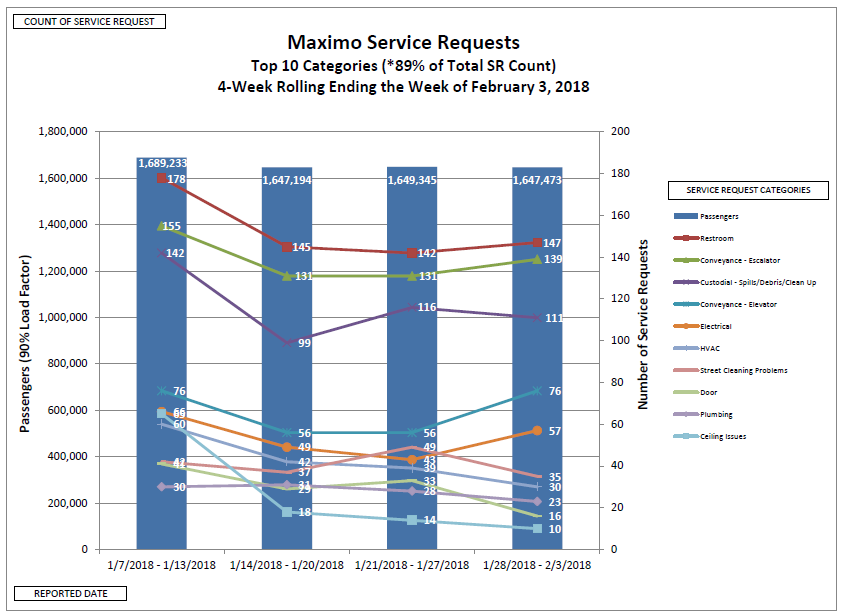 COUNT OF SERVICE REQUEST
Maximo Service Requests
Top 10 Categories (*89% of Total SR Count)
4-Week Rolling Ending the Week of February 3, 2018
Passengers (90% Load Factor)
1,800,000
1,600,000
1,400,000
1,200,000
1,000,000
800,000
600,000
400,000
200,000
0
1,689,233
178
155
142
76
66
60
42
30
1,647,194
145
131
99
56
49
42
37
31
29
18
1,649,345
142
131
116
56
49
43
39
33
28
14
1,647,473
147
139
111
76
57
35
30
23
16
10
200
180
160
140
120
100
80
60
40
20
0
Number of Service Requests
1/7/2018 - 1/13/2018
1/14/2018 - 1/20/2018
1/21/2018 - 1/27/2018
1/28/2018 - 2/3/2018
SERVICE REQUEST CATEGORIES
Passengers
Restroom
Conveyance - Escalator
Custodial - Spills/Debris/Clean Up
Conveyance - Elevator
Electrical
HVAC
Street Cleaning Problems
Door
Plumbing
Ceiling Issues
REPORTED DATE